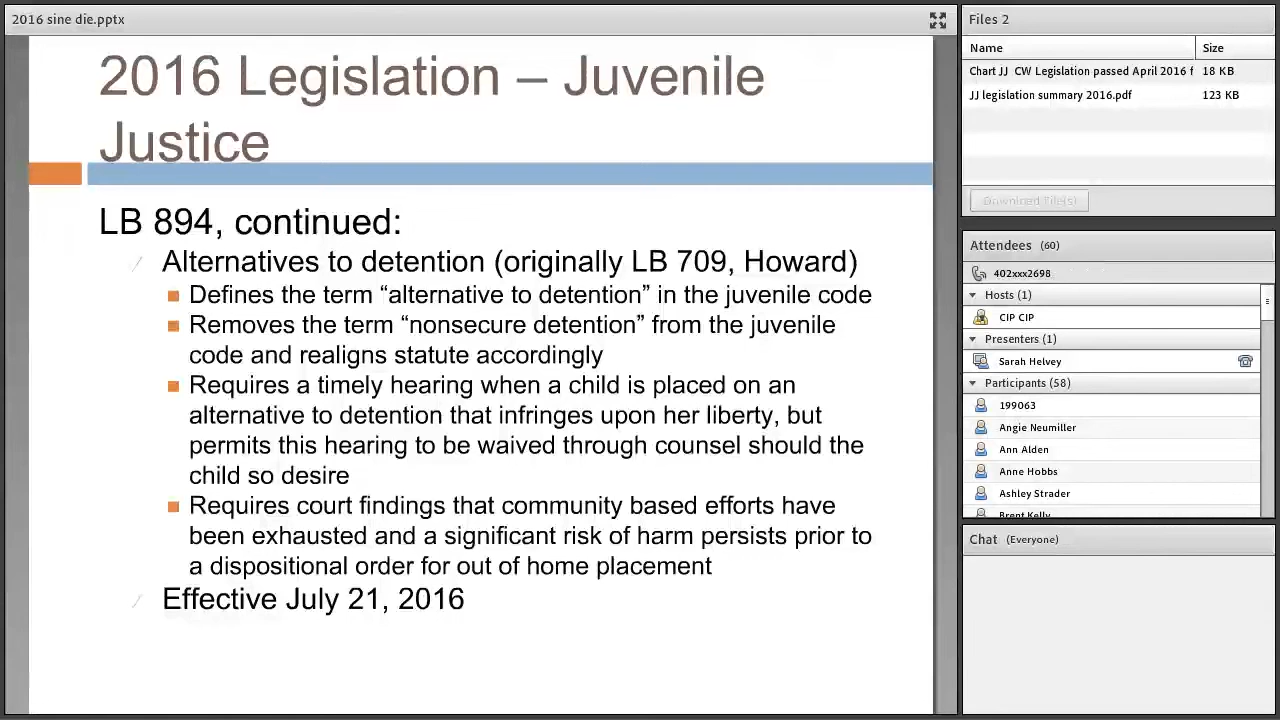 2016 sine die.pptx
2016 Legislation – Juvenile
Justice
LB 894, continued:
Alternatives to detention (originally LB 709, Howard)
Defines the term “alternative to detention” in the juvenile code
Removes the term “nonsecure detention” from the juvenile
code and realigns statute accordingly
Requires a timely hearing when a child is placed on an
alternative to detention that infringes upon her liberty, but
permits this hearing to be waived through counsel should the
child so desire
Requires court findings that community based efforts have
been exhausted and a significant risk of harm persists prior to
a dispositional order for out of home placement
Effective July 21, 2016
Files 2
Name Size
Chart JJ CW Legislation passed April 2016 f 18 KB
JJ legislation summary 2016.pdf 123 KB
Download File(s)
Attendees (60)
402xxx2698
Hosts (1)
CIP CIP
Presenters (1)
Sarah Helvey
Participants (58)
199063
Angie Neumiller
Ann Alden
Anne Hobbs
Ashley Strader
Brent Kelly
Chat (Everyone)